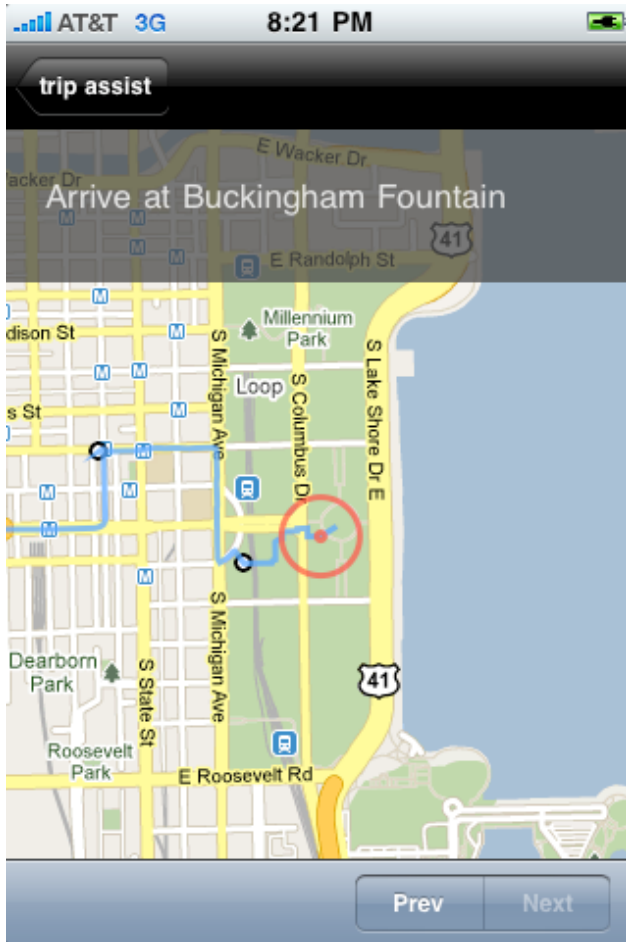 AT&T 3G 8:21 PM
trip assist
E Wacker Dr
acker Dr
Arrive at Buckingham Fountain
41
E Randolph St
M
M
M
M
dison St
M
Millennium
Park
S Michigan Ave
S Lake Shore Dr E
M
M
Loop
S Columbus Dr
s St
M
M
M
M
M
M
S Michigan Ave
Dearborn
Park
S State St
41
Roosevelt
Park
E Roosevelt Rd
Prev Next